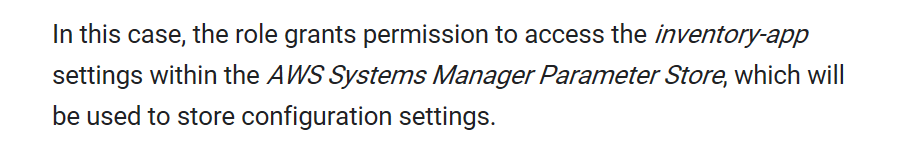 In this case, the role grants permission to access the inventory-app
settings within the AWS Systems Manager Parameter Store, which will
be used to store configuration settings.